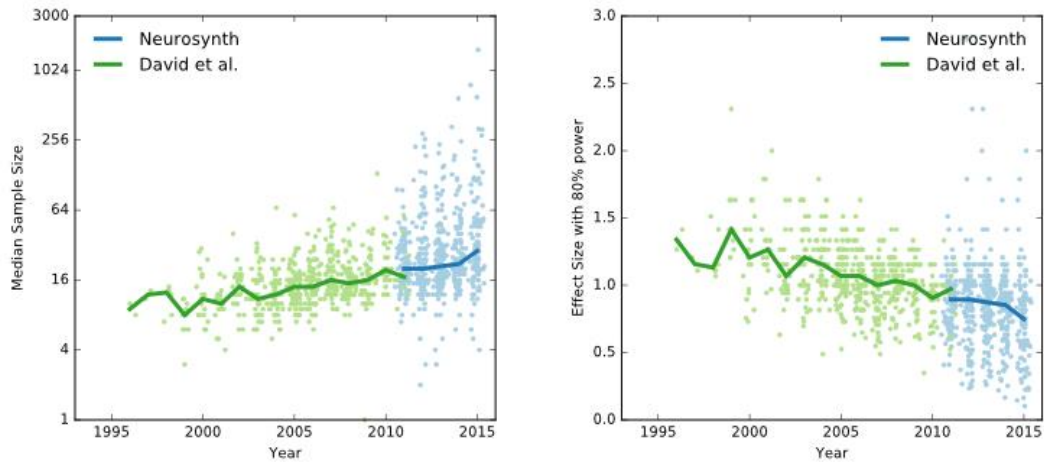 3000
1024
256
64
16
4
1
Median Sample Size
Neurosynth
David et al.
1995 2000 2005 2010 2015
Year
3.0
2.5
2.0
1.5
1.0
0.5
0.0
Effect Size with 80% power
Neurosynth
David et al.
1995 2000 2005 2010 2015
Year